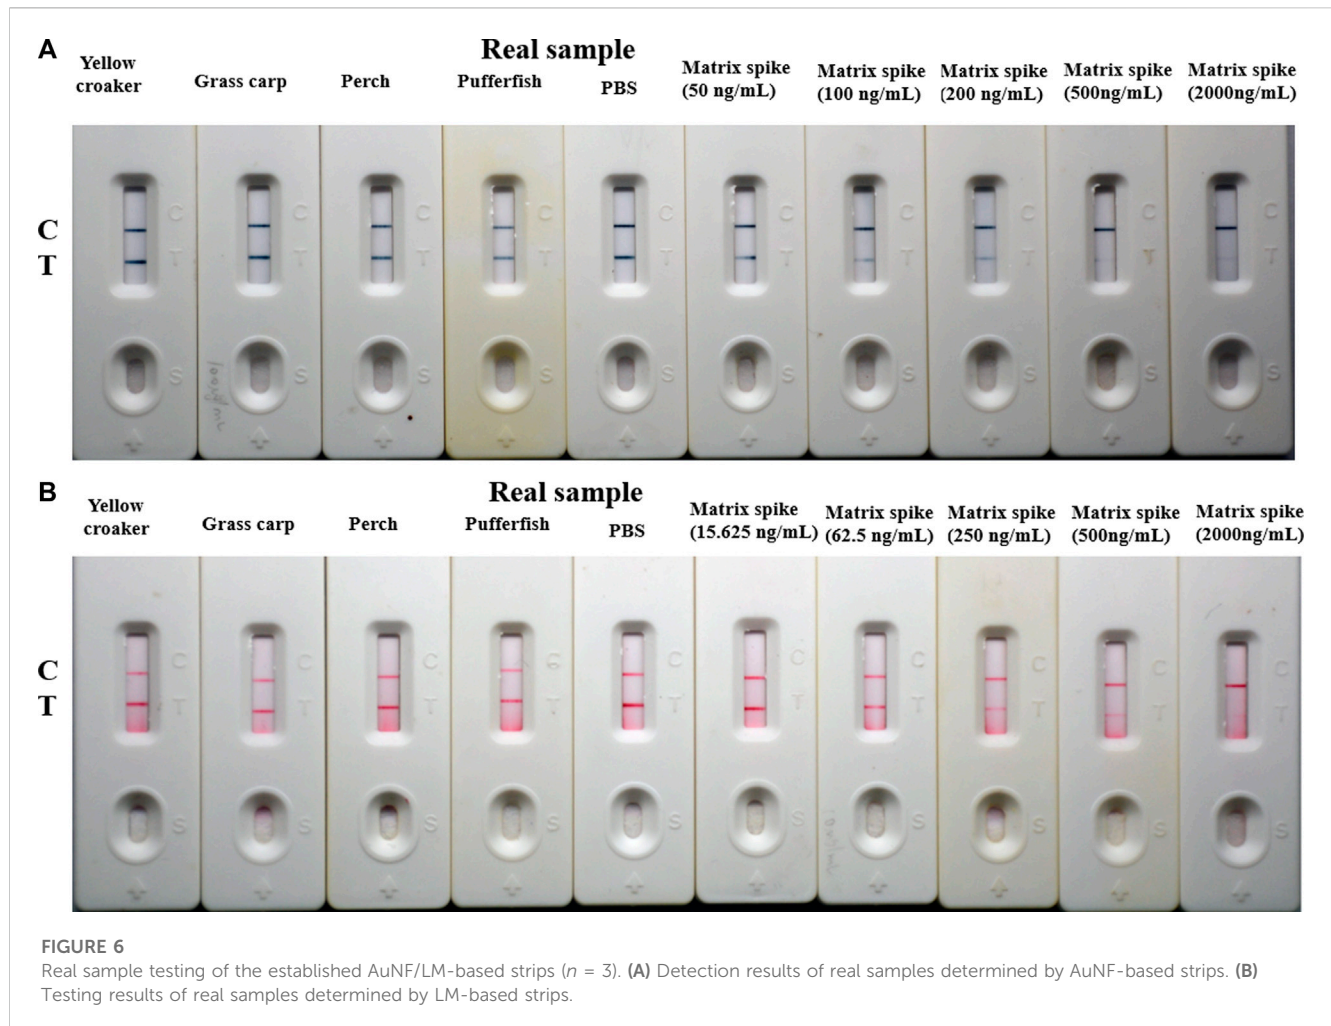 A
Real sample
Yellow
croaker
Grass carp
Perch
Pufferfish
PBS
Matrix spike
(50 ng/mL)
Matrix spike
(100 ng/mL)
Matrix spike
(200 ng/mL)
Matrix spike
(500ng/mL)
Matrix spike
(2000ng/mL)
C
T
C
T
S
C
T
S
C
T
S
C
T
S
C
T
S
C
T
S
C
T
S
C
T
S
C
T
S
C
T
S
B
Real sample
Yellow
croaker
Grass carp
Perch
Pufferfish
PBS
Matrix spike
(15.625 ng/mL)
Matrix spike
(62.5 ng/mL)
Matrix spike
(250 ng/mL)
Matrix spike
(500ng/mL)
Matrix spike
(2000ng/mL)
C
T
C
T
S
C
T
S
C
T
S
C
T
S
C
T
S
C
T
S
C
T
S
C
T
S
C
T
S
C
T
S
FIGURE 6
Real sample testing of the established AuNF/LM-based strips (n = 3). (A) Detection results of real samples determined by AuNF-based strips. (B)
Testing results of real samples determined by LM-based strips.